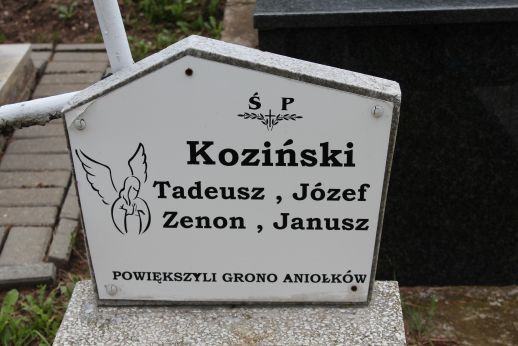 Ś P
Koziński
Tadeusz , Józef
Zenon , Janusz
POWIĘKSZYLI GRONO ANIOŁKÓW